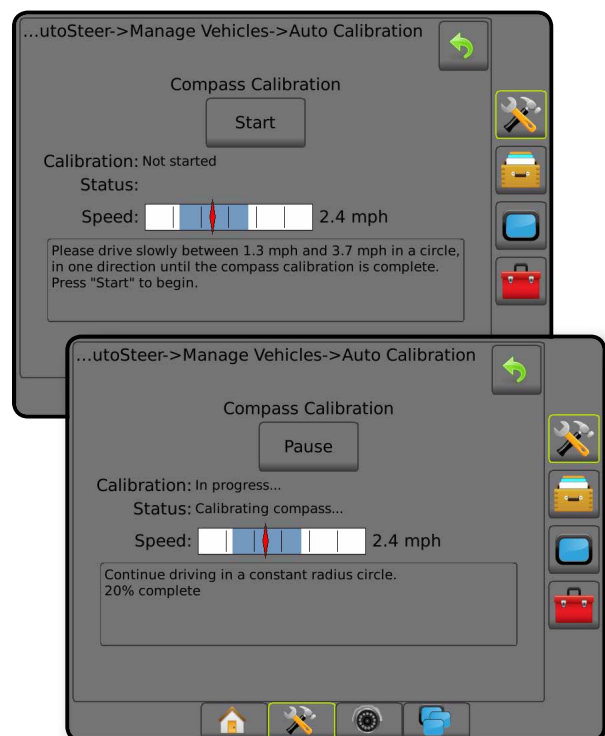 ...utoSteer->Manage Vehicles->Auto Calibration
Compass Calibration
Start
Calibration: Not started
Status:
Speed: 2.4 mph
Please drive slowly between 1.3 mph and 3.7 mph in a circle,
in one direction until the compass calibration is complete.
Press "Start" to begin.
...utoSteer->Manage Vehicles->Auto Calibration
Compass Calibration
Pause
Calibration: In progress...
Status: Calibrating compass...
Speed: 2.4 mph
Continue driving in a constant radius circle.
20% complete